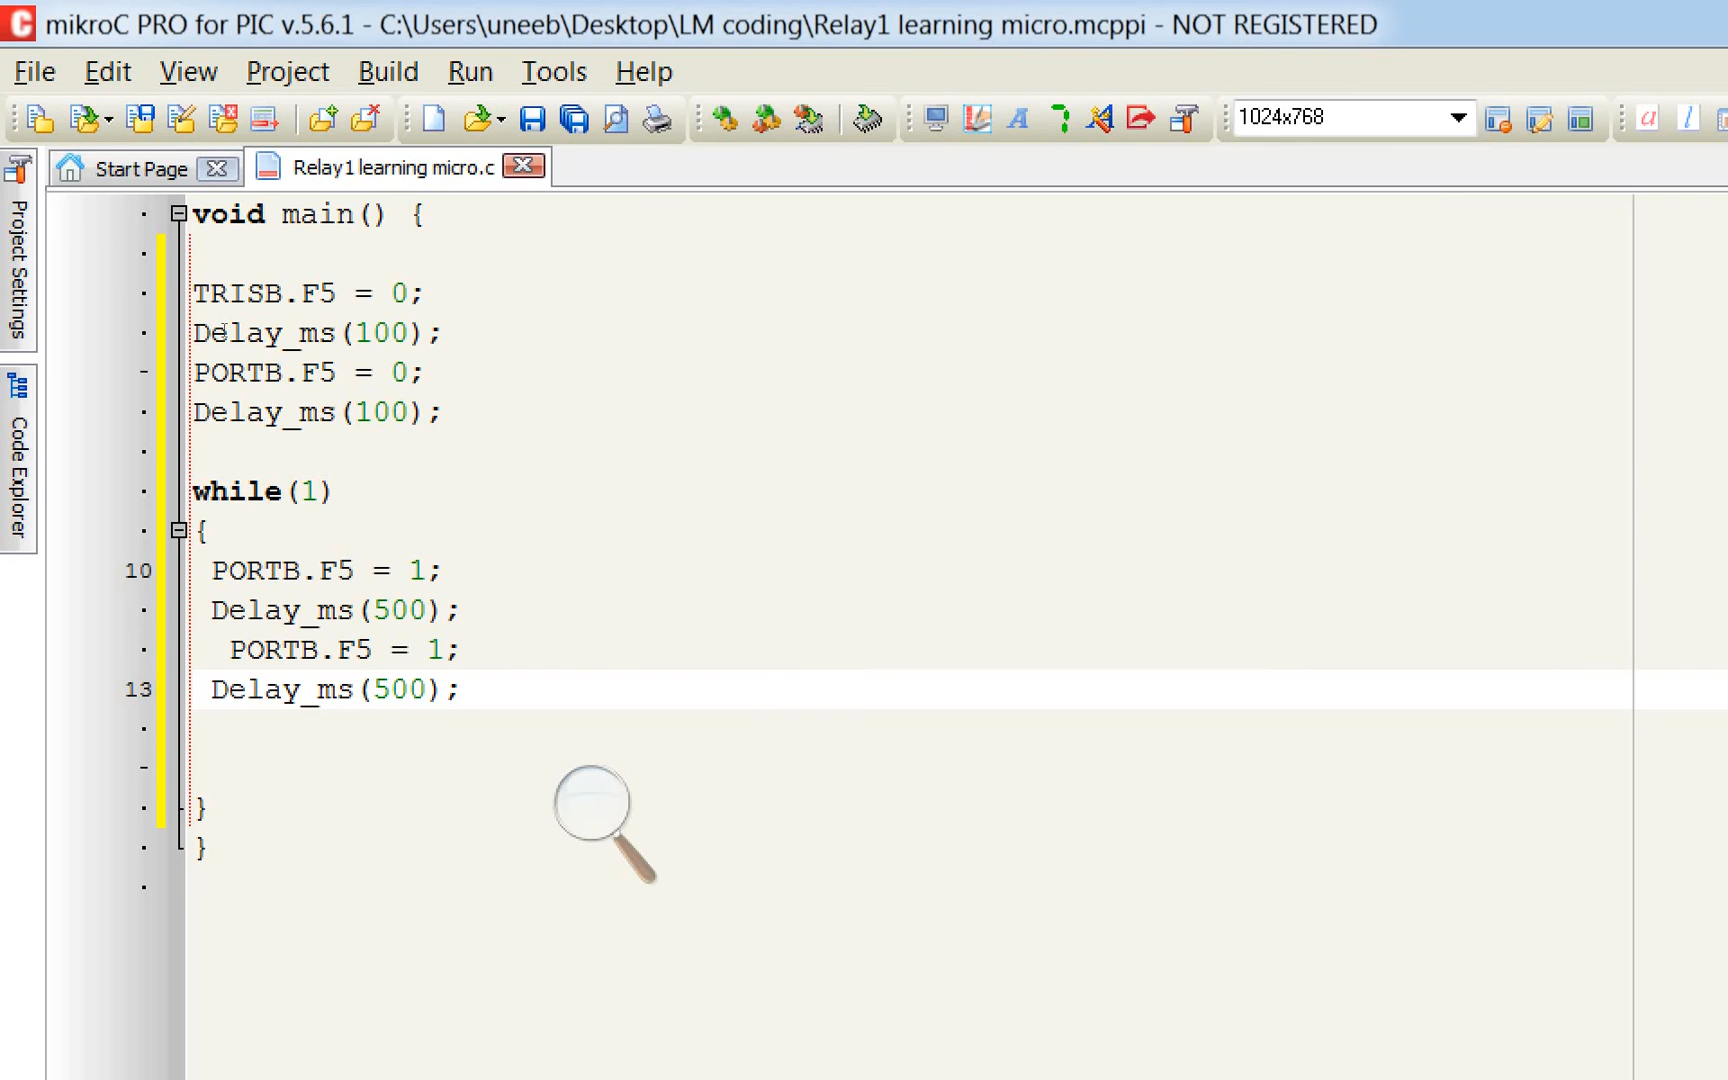 mikroC PRO for PIC v.5.6.1 - C:\Users\uneeb\Desktop\LM coding\Relay1 learning micro.mcppi - NOT REGISTERED
File Edit View Project Build Run Tools Help
1024x768
Start Page Relay1 learning micro.c
Project Settings
Code Explorer
void main() {
TRISB.F5 = 0;
Delay_ms(100);
PORTB.F5 = 0;
Delay_ms(100);
while(1)
{
10 PORTB.F5 = 1;
Delay_ms(500);
PORTB.F5 = 1;
13 Delay_ms(500);
}
}